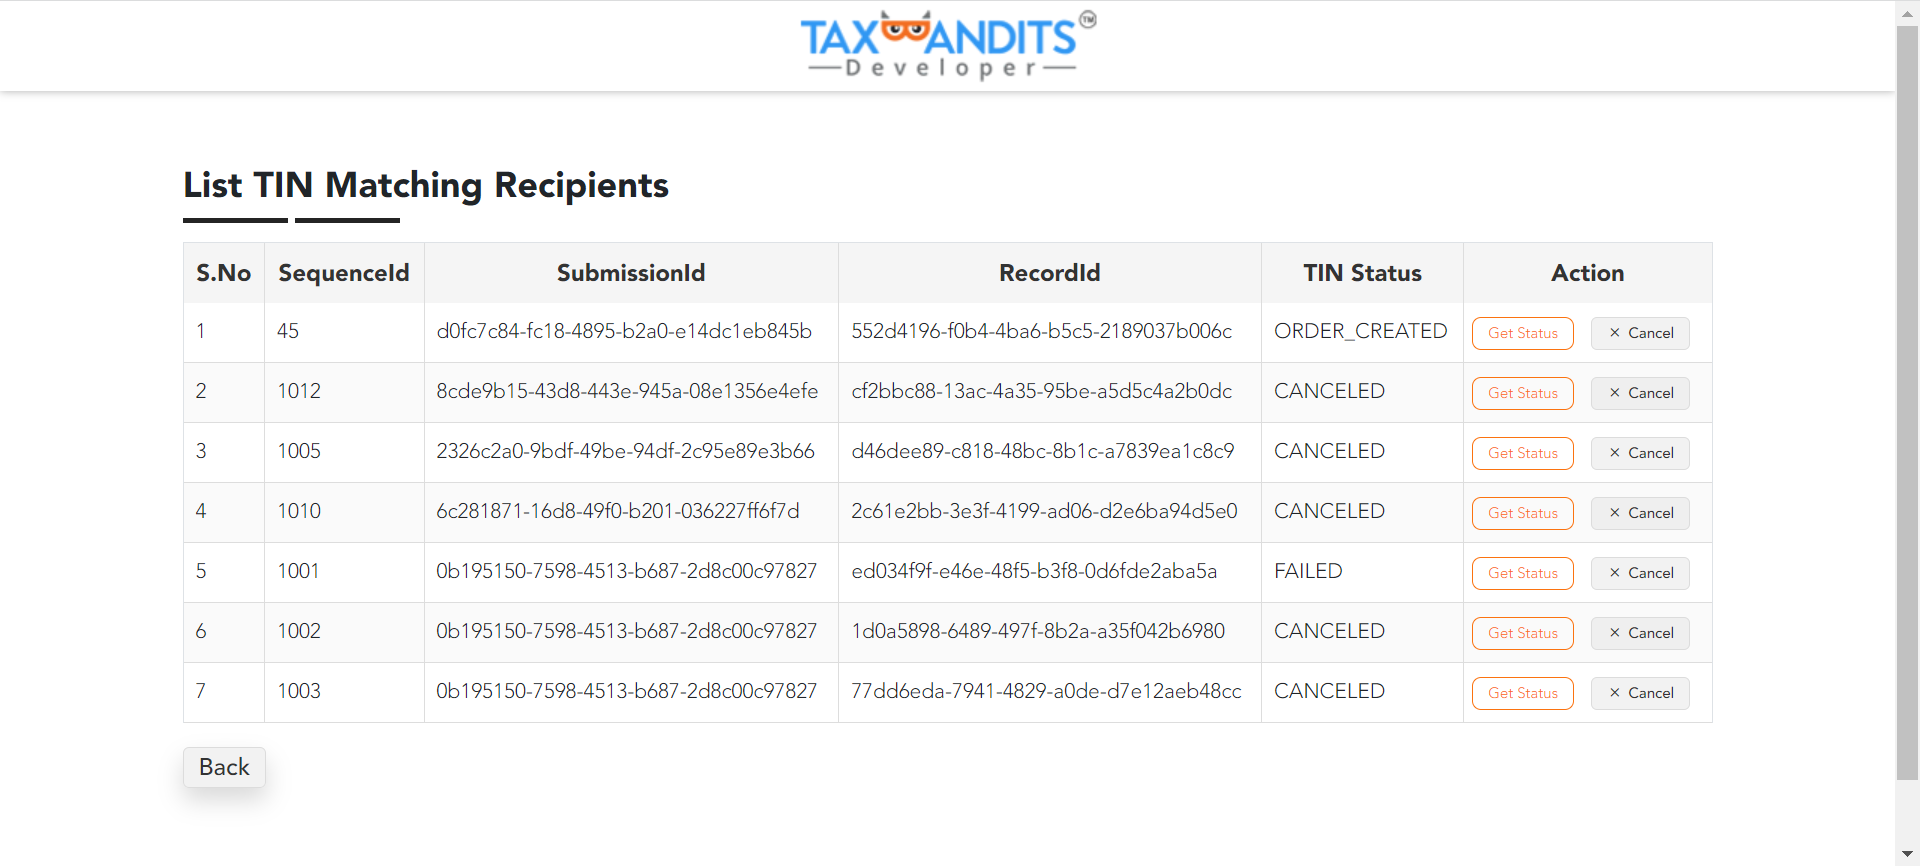 TAXBANDITS TM
Developer
List TIN Matching Recipients
S.No SequenceId SubmissionId RecordId TIN Status Action
1 45 d0fc7c84-fc18-4895-b2a0-e14dc1eb845b 552d4196-f0b4-4ba6-b5c5-2189037b006c ORDER_CREATED Get Status × Cancel
2 1012 8cde9b15-43d8-443e-945a-08e1356e4efe cf2bbc88-13ac-4a35-95be-a5d5c4a2b0dc CANCELED Get Status × Cancel
3 1005 2326c2a0-9bdf-49be-94df-2c95e89e3b66 d46dee89-c818-48bc-8b1c-a7839ea1c8c9 CANCELED Get Status × Cancel
4 1010 6c281871-16d8-49f0-b201-036227ff6f7d 2c61e2bb-3e3f-4199-ad06-d2e6ba94d5e0 CANCELED Get Status × Cancel
5 1001 0b195150-7598-4513-b687-2d8c00c97827 ed034f9f-e46e-48f5-b3f8-0d6fde2aba5a FAILED Get Status × Cancel
6 1002 0b195150-7598-4513-b687-2d8c00c97827 1d0a5898-6489-497f-8b2a-a35f042b6980 CANCELED Get Status × Cancel
7 1003 0b195150-7598-4513-b687-2d8c00c97827 77dd6eda-7941-4829-a0de-d7e12aeb48cc CANCELED Get Status × Cancel
Back